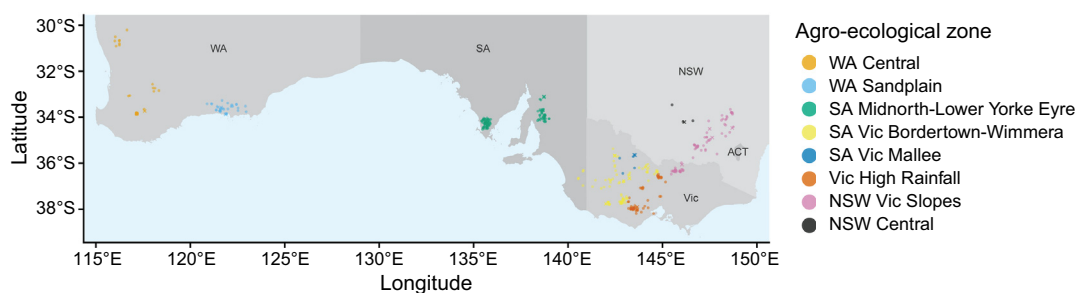 30°S
32°S
34°S
36°S
38°S
Latitude
115°E 120°E 125°E 130°E 135°E 140°E 145°E 150°E
Longitude
WA
SA
NSW
ACT
Vic
Agro-ecological zone
WA Central
WA Sandplain
SA Midnorth-Lower Yorke Eyre
SA Vic Bordertown-Wimmera
SA Vic Mallee
Vic High Rainfall
NSW Vic Slopes
NSW Central